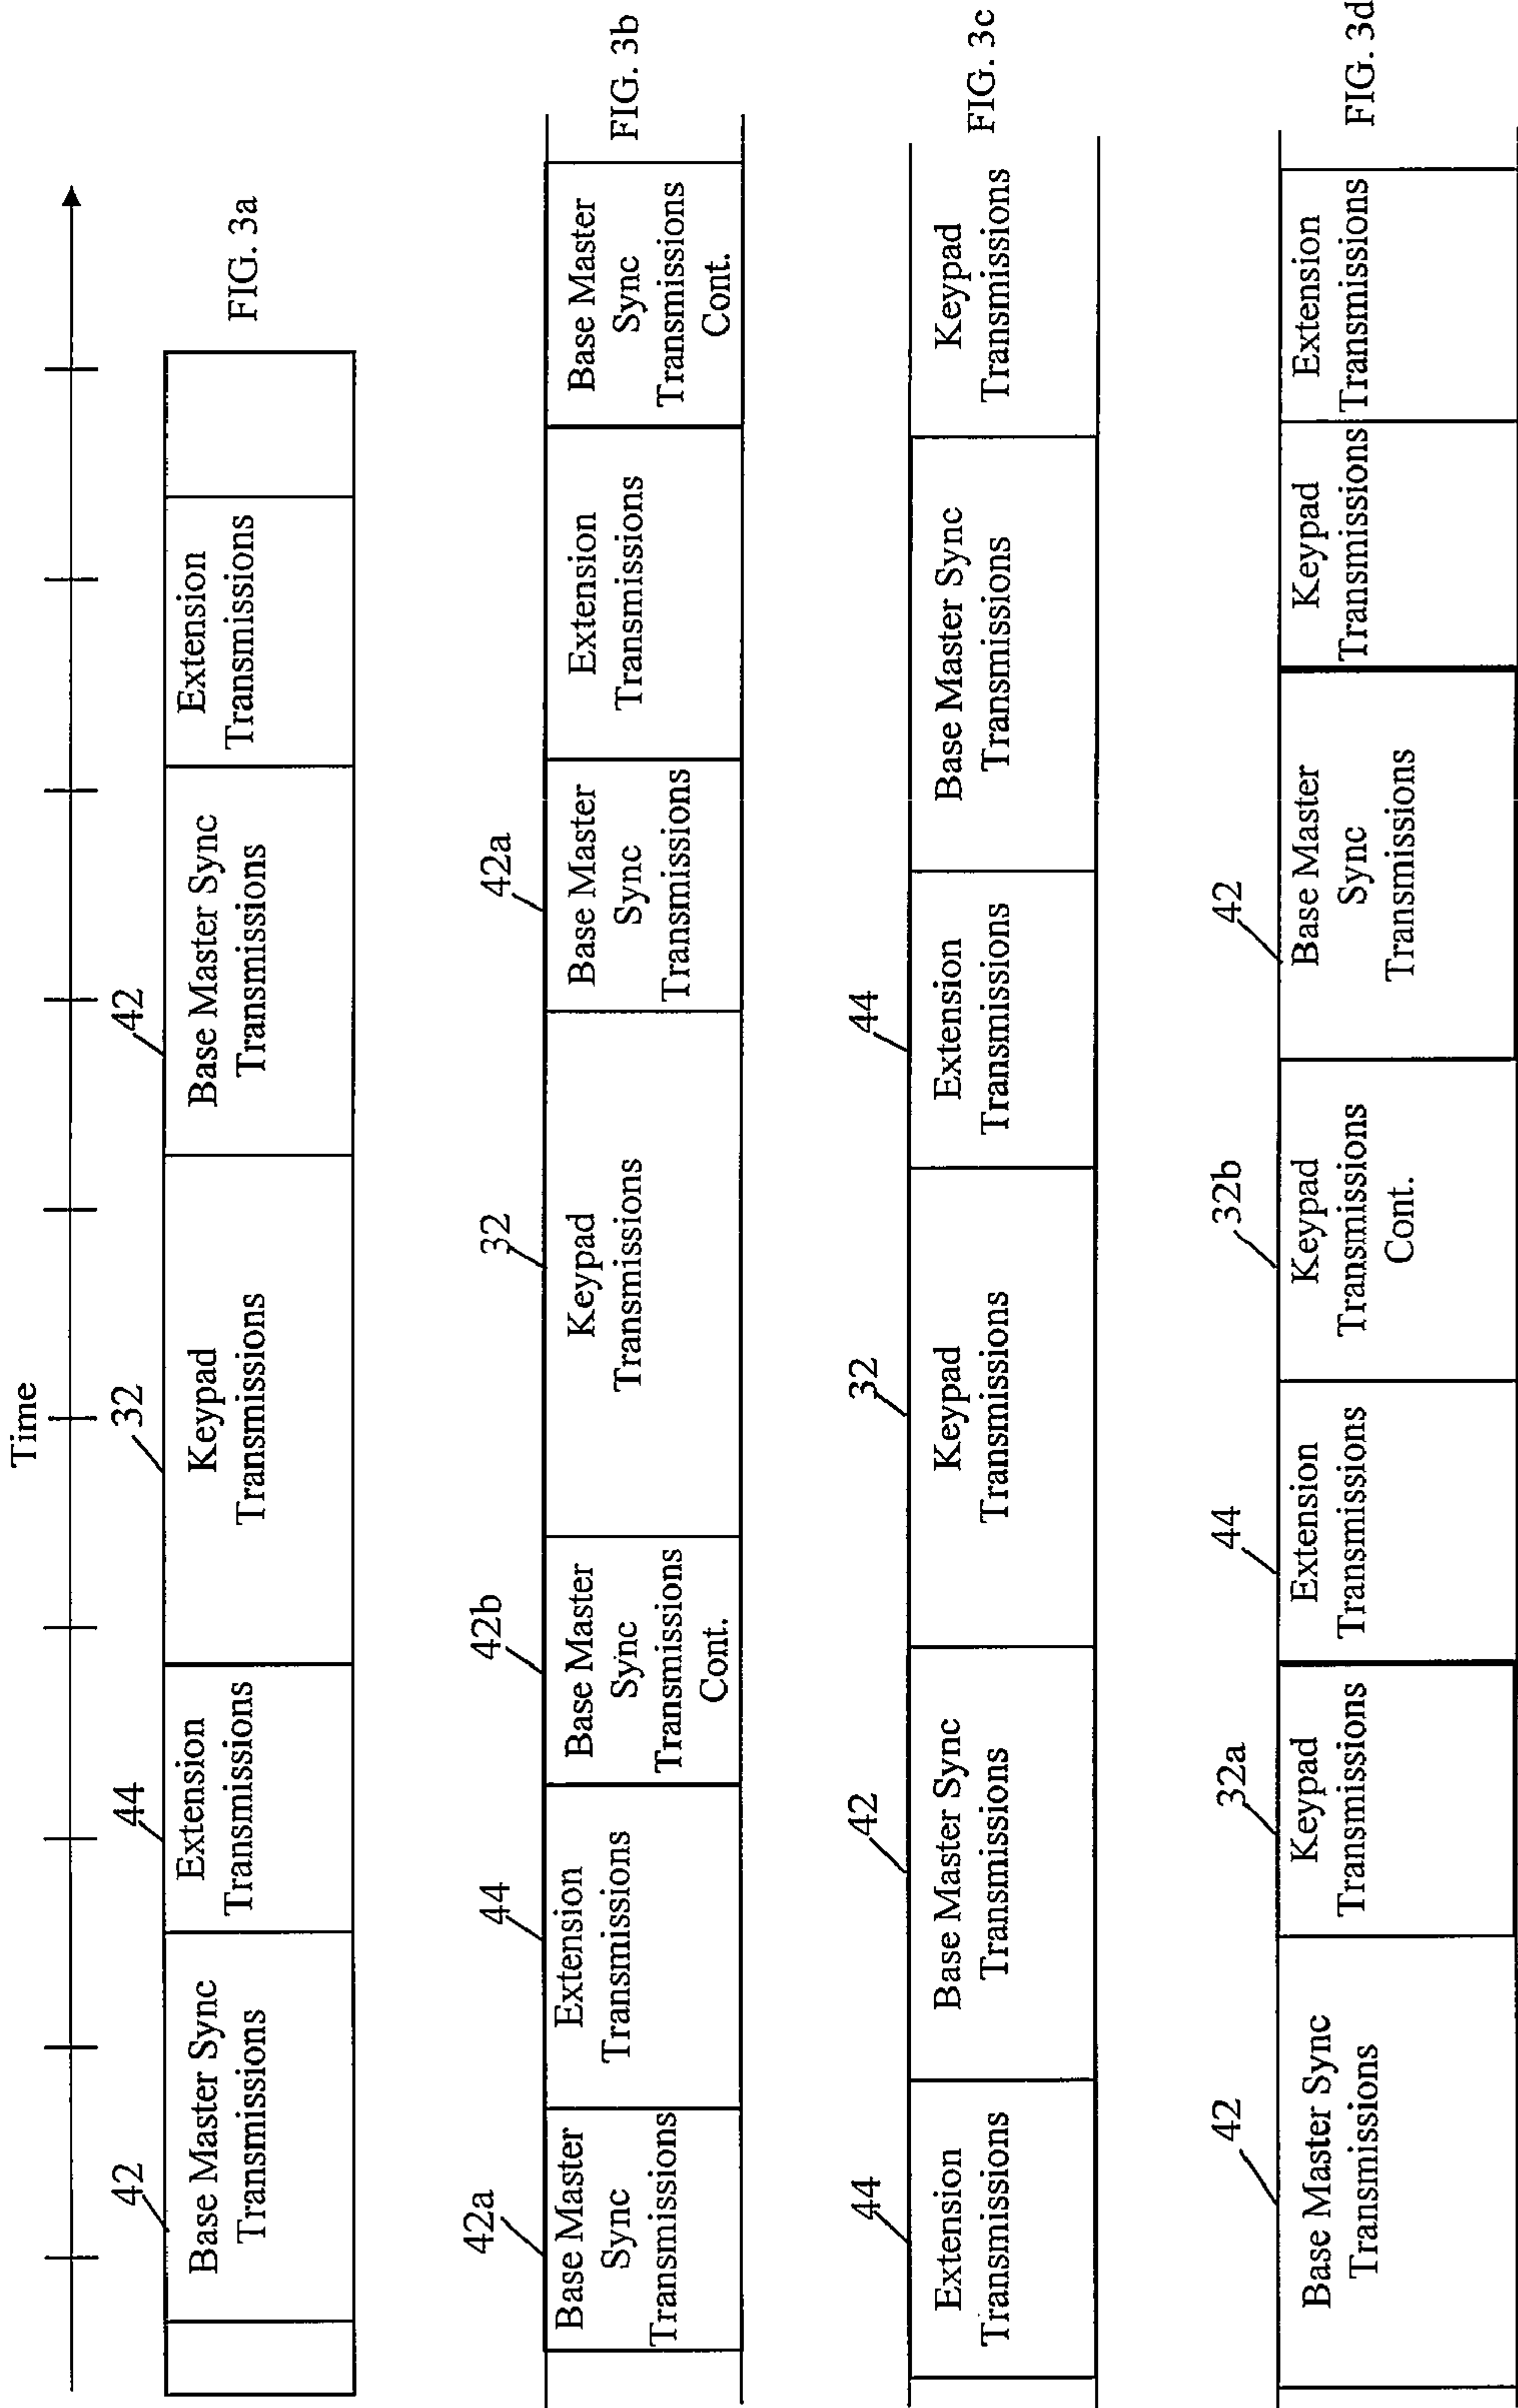 Time
42
44
32
42
Base Master Sync
Transmissions
Extension
Transmissions
Keypad
Transmissions
Base Master Sync
Transmissions
Extension
Transmissions
FIG. 3a
42a
44
42b
32
42a
Base Master
Sync
Transmissions
Extension
Transmissions
Base Master
Sync
Transmissions
Cont.
Keypad
Transmissions
Base Master
Sync
Transmissions
Extension
Transmissions
Base Master
Sync
Transmissions
Cont.
FIG. 3b
44
42
32
44
Extension
Transmissions
Base Master Sync
Transmissions
Keypad
Transmissions
Extension
Transmissions
Base Master Sync
Transmissions
Keypad
Transmissions
FIG. 3c
42
32a
44
32b
42
Base Master Sync
Transmissions
Keypad
Transmissions
Extension
Transmissions
Keypad
Transmissions
Cont.
Base Master
Sync
Transmissions
Keypad
Transmissions
Extension
Transmissions
FIG. 3d